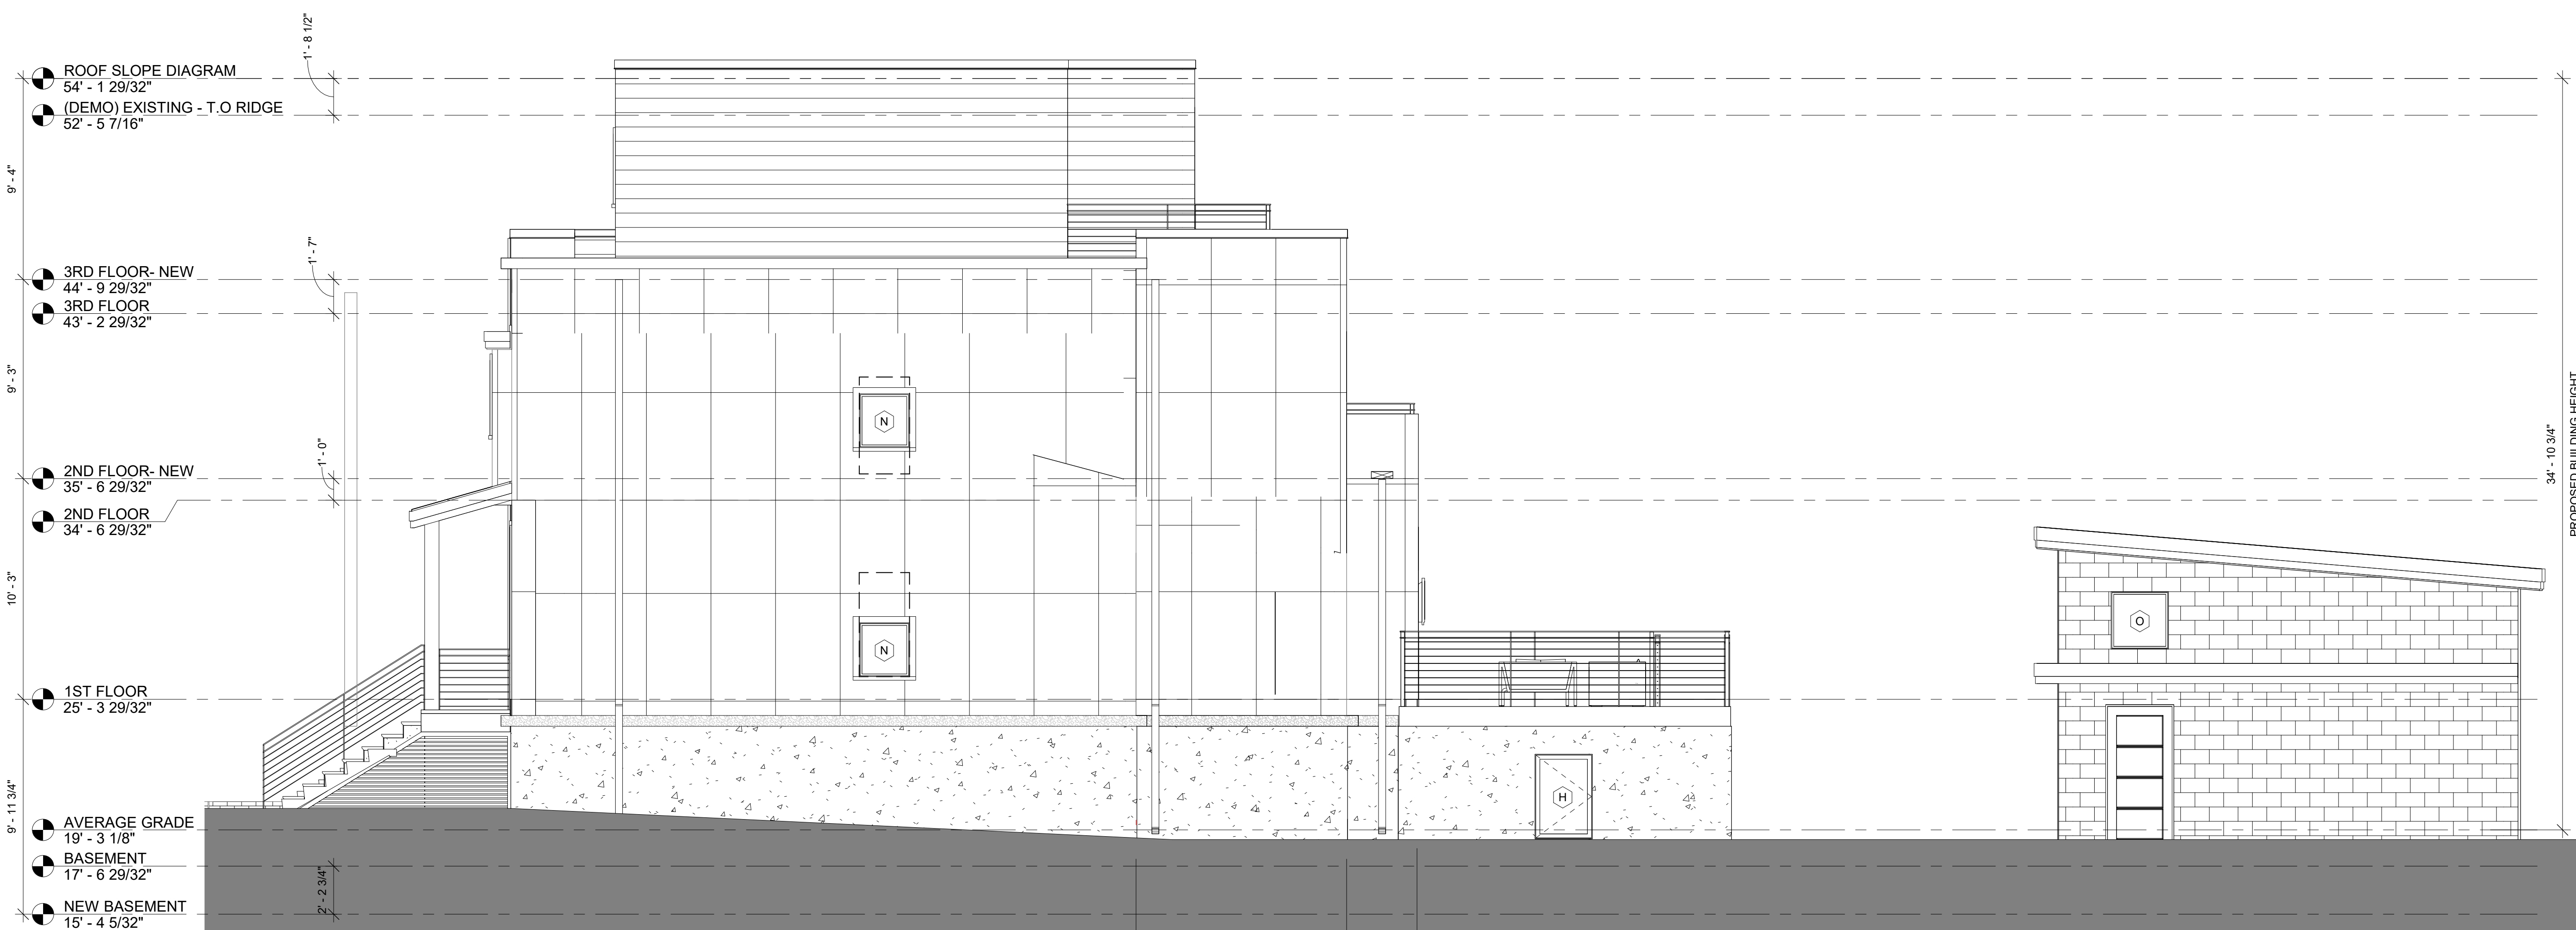 1' - 8 1/2"
ROOF SLOPE DIAGRAM
54' - 1 29/32"
(DEMO) EXISTING - T.O RIDGE
52' - 5 7/16"
9' - 4"
1' - 7"
3RD FLOOR- NEW
44' - 9 29/32"
3RD FLOOR
43' - 2 29/32"
9' - 3"
N
1' - 0"
2ND FLOOR- NEW
35' - 6 29/32"
2ND FLOOR
34' - 6 29/32"
34' - 10 3/4"
PROPOSED BUILDING HEIGHT
10' - 3"
O
N
1ST FLOOR
25' - 3 29/32"
H
9' - 11 3/4"
AVERAGE GRADE
19' - 3 1/8"
BASEMENT
17' - 6 29/32"
2' - 2 3/4"
NEW BASEMENT
15' - 4 5/32"